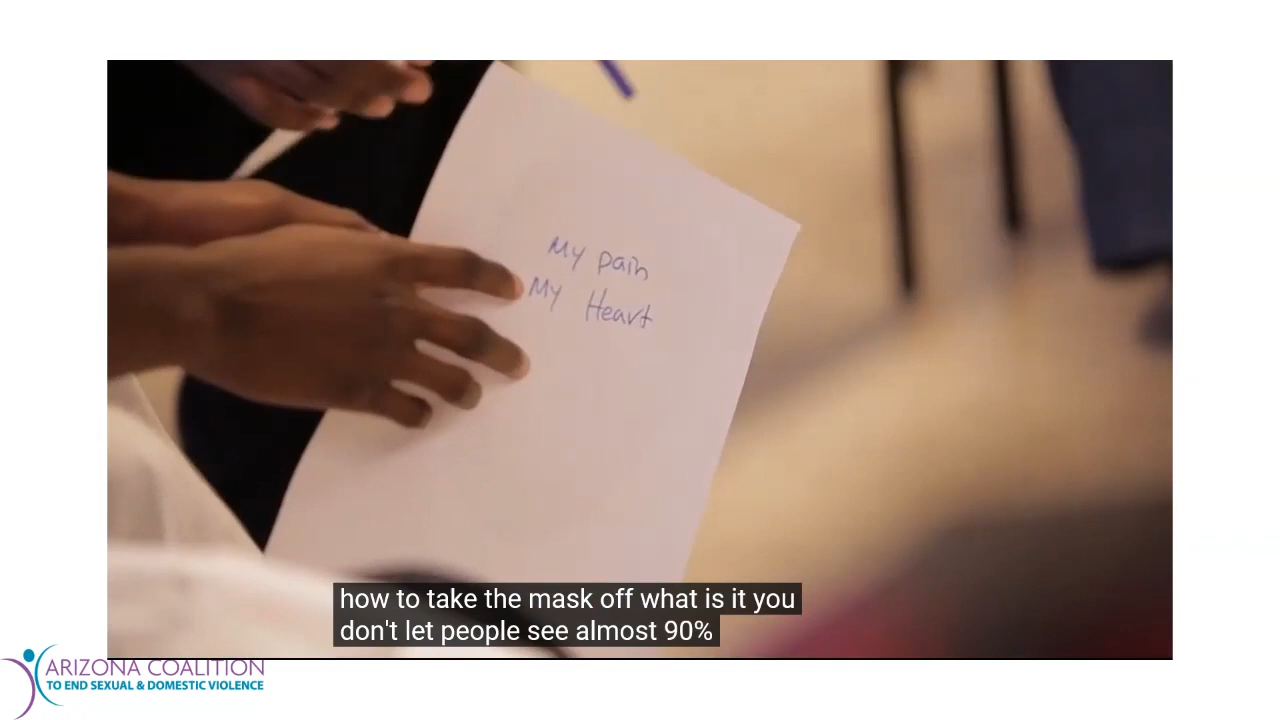 My pain
My Heart
how to take the mask off what is it you
don't let people see almost 90%
ARIZONA COALITION
TO END SEXUAL & DOMESTIC VIOLENCE